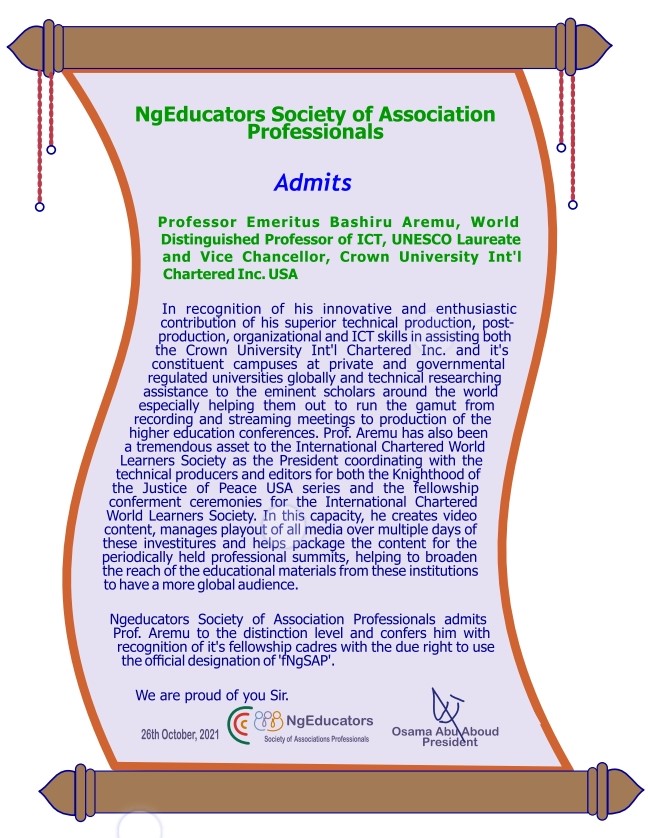 NgEducators Society of Association
Professionals
Admits
Professor Emeritus Bashiru Aremu, World
Distinguished Professor of ICT, UNESCO Laureate
and Vice Chancellor, Crown University Int'l
Chartered Inc. USA
In recognition of his innovative and enthusiastic
contribution of his superior technical production, post-
production, organizational and ICT skills in assisting both
the Crown University Int'l Chartered Inc. and it's
constituent campuses at private and governmental
regulated universities globally and technical researching
assistance to the eminent scholars around the world
especially helping them out to run the gamut from
recording and streaming meetings to production of the
higher education conferences. Prof. Aremu has also been
a tremendous asset to the International Chartered World
Learners Society as the President coordinating with the
technical producers and editors for both the Knighthood of
the Justice of Peace USA series and the fellowship
conferment ceremonies for the International Chartered
World Learners Society. In this capacity, he creates video
content, manages playout of all media over multiple days of
these investitures and helps package the content for the
periodically held professional summits, helping to broaden
the reach of the educational materials from these institutions
to have a more global audience.
Ngeducators Society of Association Professionals admits
Prof. Aremu to the distinction level and confers him with
recognition of it's fellowship cadres with the due right to use
the official designation of 'fNgSAP'.
We are proud of you Sir.
26th October, 2021
NgEducators
Society of Associations Professionals
Osama Abu Aboud
President